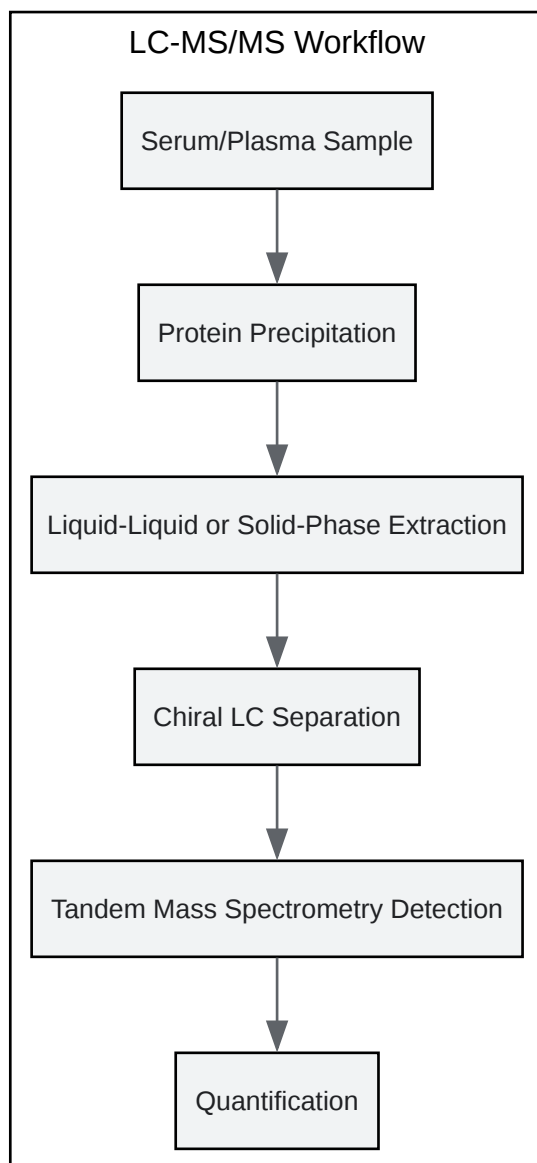 LC-MS/MS Workflow
Serum/Plasma Sample
Protein Precipitation
Liquid-Liquid or Solid-Phase Extraction
Chiral LC Separation
Tandem Mass Spectrometry Detection
Quantification